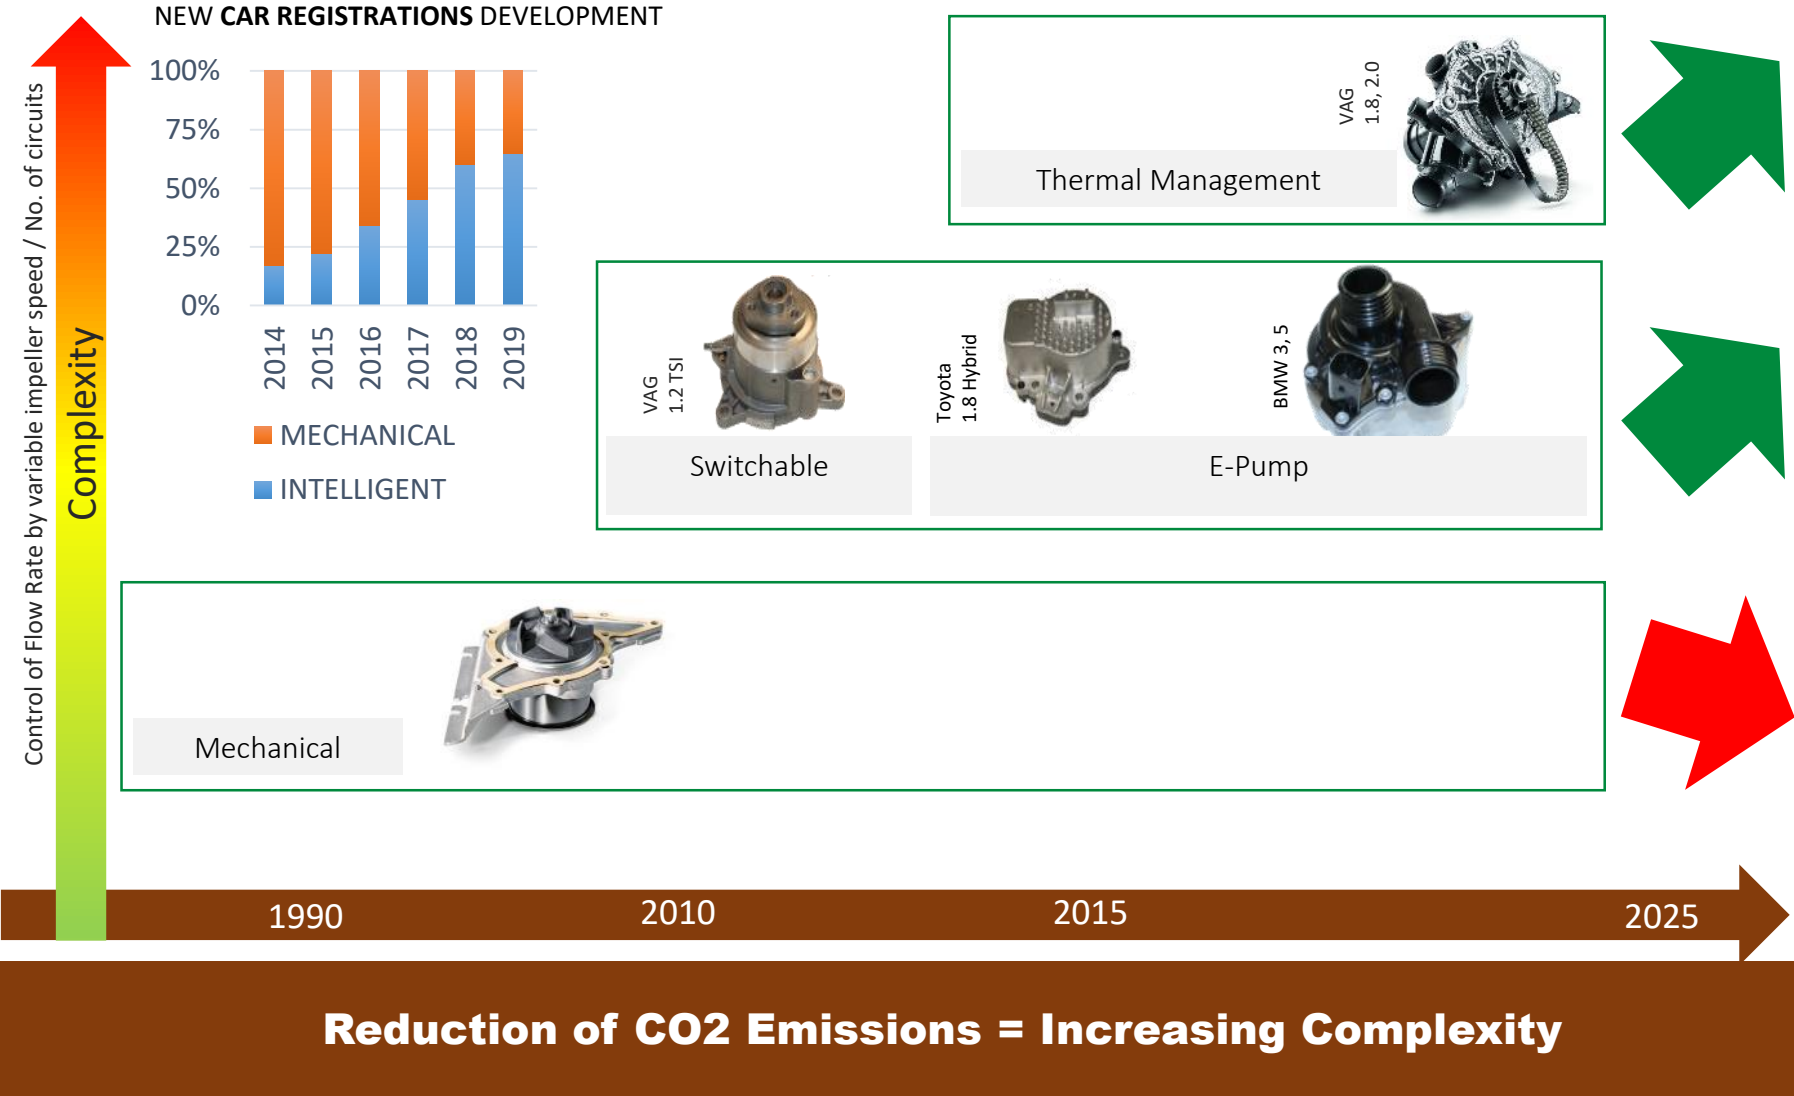 NEW CAR REGISTRATIONS DEVELOPMENT
100%
75%
50%
25%
0%
2014
2015
2016
2017
2018
2019
MECHANICAL
INTELLIGENT
Control of Flow Rate by variable impeller speed / No. of circuits
Complexity
VAG
1.8, 2.0
Thermal Management
VAG
1.2 TSI
Toyota
1.8 Hybrid
BMW 3, 5
Switchable
E-Pump
Mechanical
1990
2010
2015
2025
Reduction of CO2 Emissions = Increasing Complexity